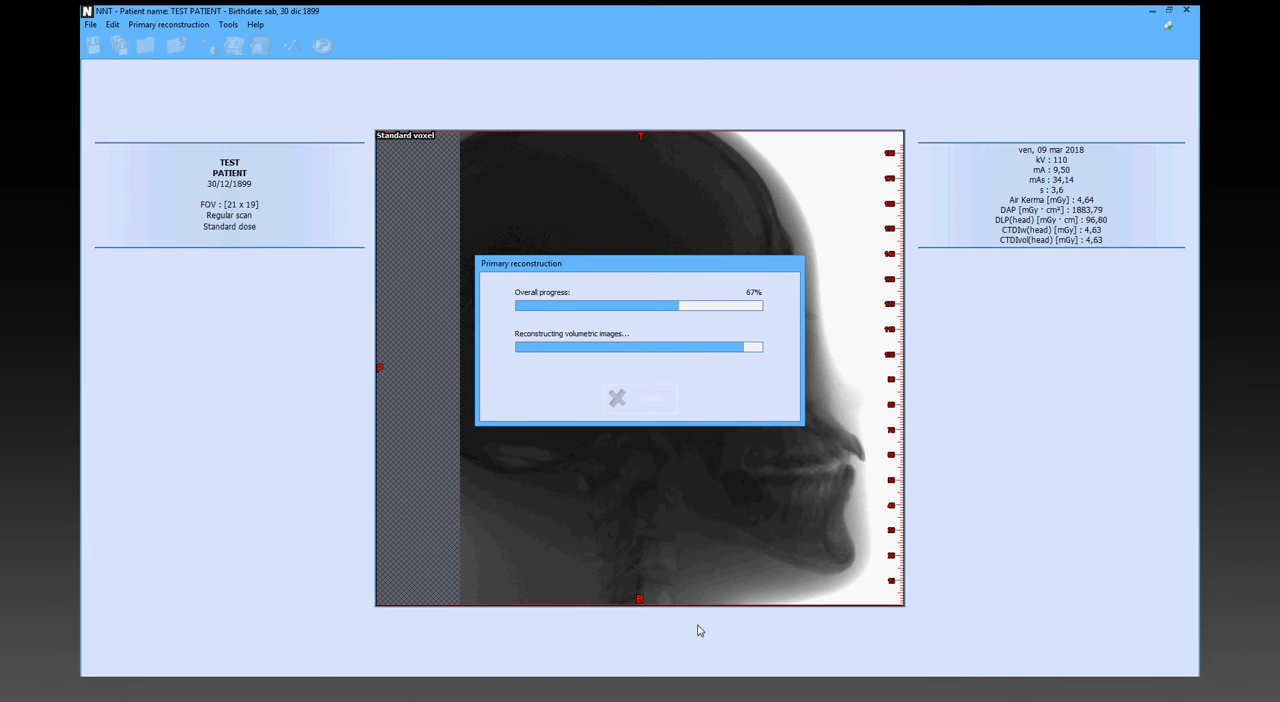 NNT - Patient name: TEST PATIENT - Birthdate: sab, 30 dic 1899
File Edit Primary reconstruction Tools Help
Standard voxel
T
TEST
PATIENT
30/12/1899
FOV : [21 x 19]
Regular scan
Standard dose
ven, 09 mar 2018
kV : 110
mA : 9,50
mAs : 34,14
s : 3,6
Air Kerma [mGy] : 4,64
DAP [mGy · cm²] : 1883,79
DLP(head) [mGy · cm] : 96,80
CTDIw(head) [mGy] : 4,63
CTDIvol(head) [mGy] : 4,63
Primary reconstruction
Overall progress: 67%
Reconstructing volumetric images...
P
B